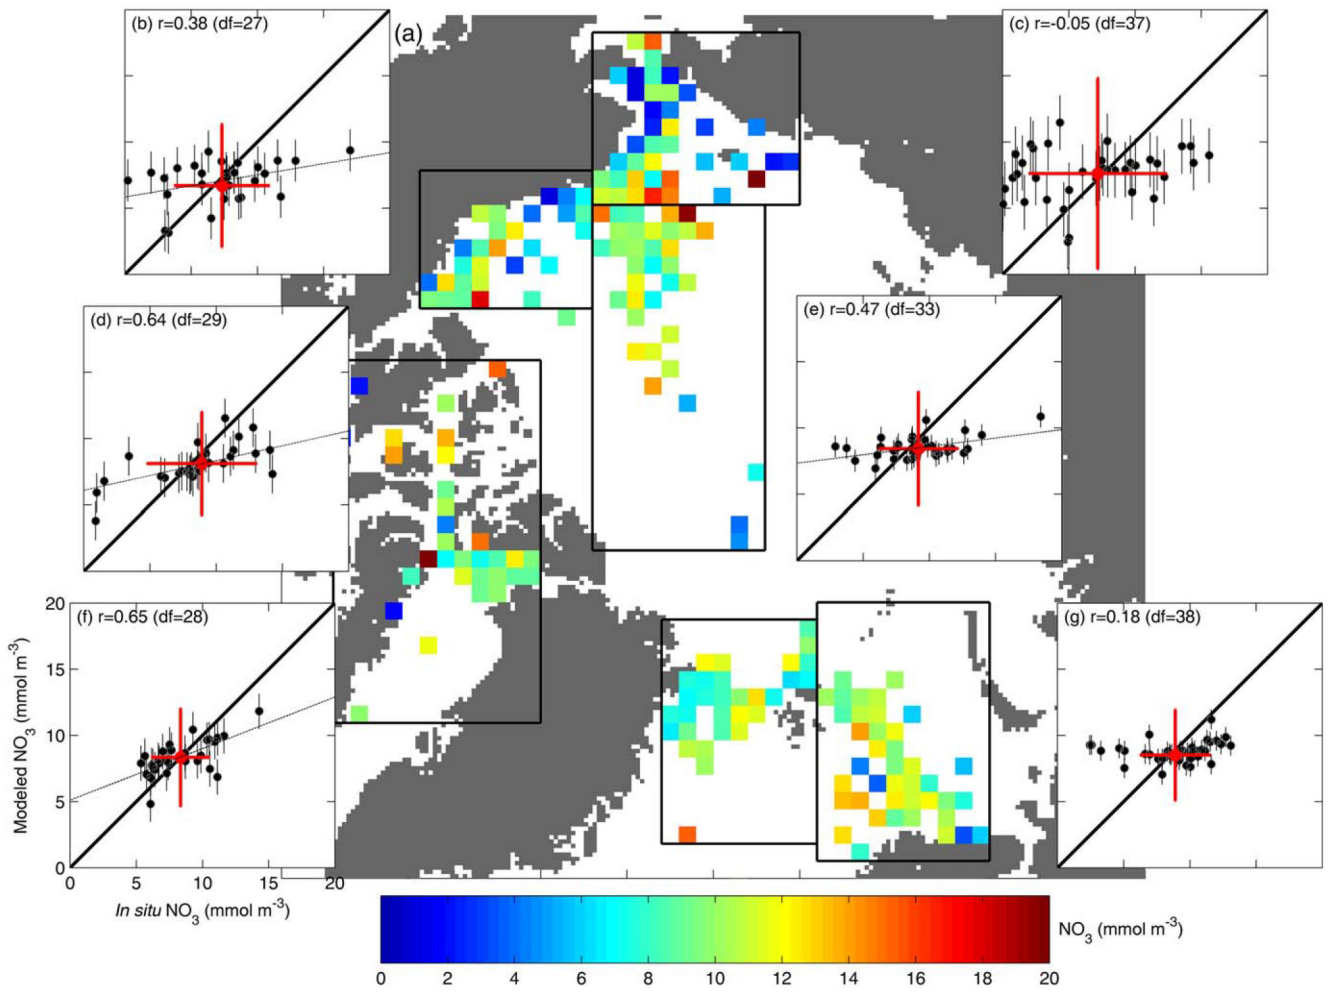 (b) r=0.38 (df=27)
(a)
(c) r=-0.05 (df=37)
(d) r=0.64 (df=29)
(e) r=0.47 (df=33)
(f) r=0.65 (df=28)
(g) r=0.18 (df=38)
20
15
10
5
0
Modeled NO3 (mmol m-3)
0 5 10 15 20
In situ NO3 (mmol m-3)
NO3 (mmol m-3)
0 2 4 6 8 10 12 14 16 18 20